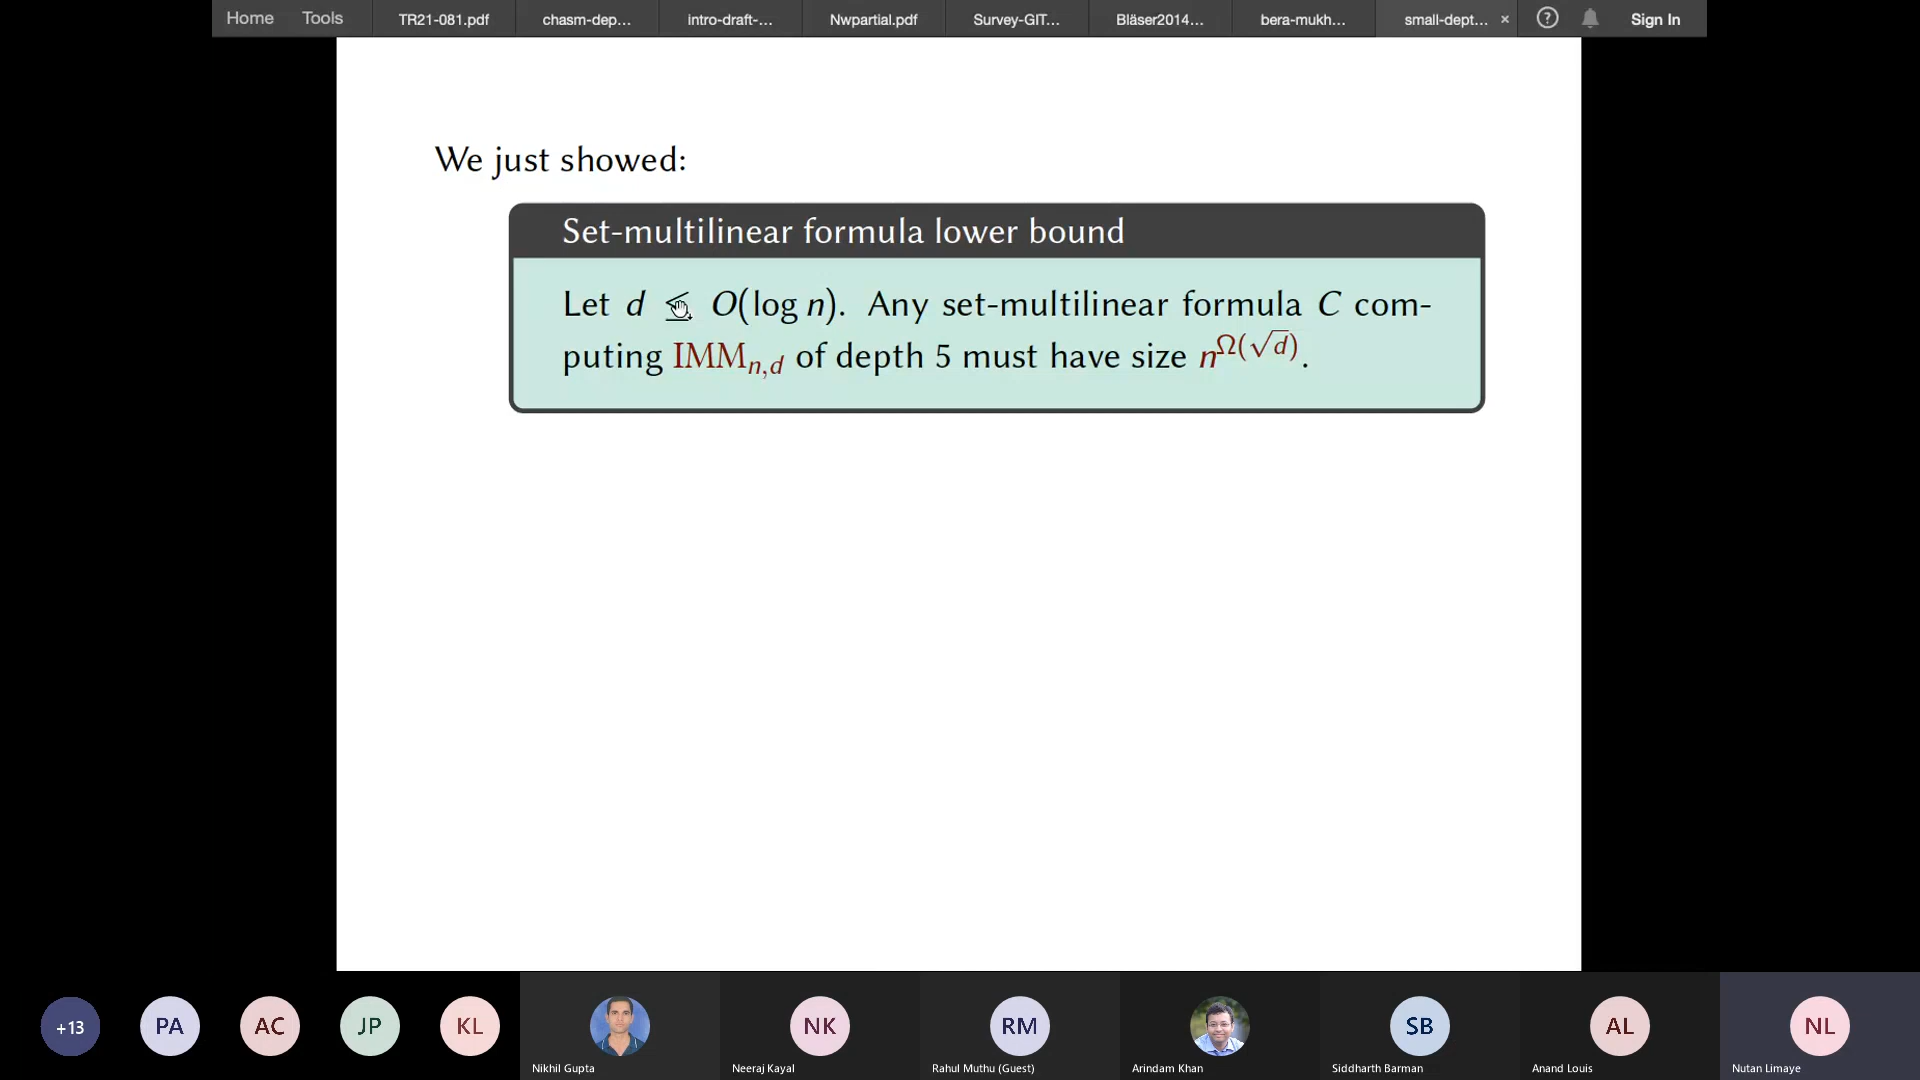 Home Tools TR21-081.pdf chasm-dep... intro-draft-... Nwpartial.pdf Survey-GIT... Bläser2014... bera-mukh... small-dept... × ? Sign In
We just showed:
Set-multilinear formula lower bound
Let d ≤ O(log n). Any set-multilinear formula C com-
puting IMM_{n,d} of depth 5 must have size n^{Ω(√d)}.
+13 PA AC JP KL NK RM SB AL NL
Nikhil Gupta Neeraj Kayal Rahul Muthu (Guest) Arindam Khan Siddharth Barman Anand Louis Nutan Limaye